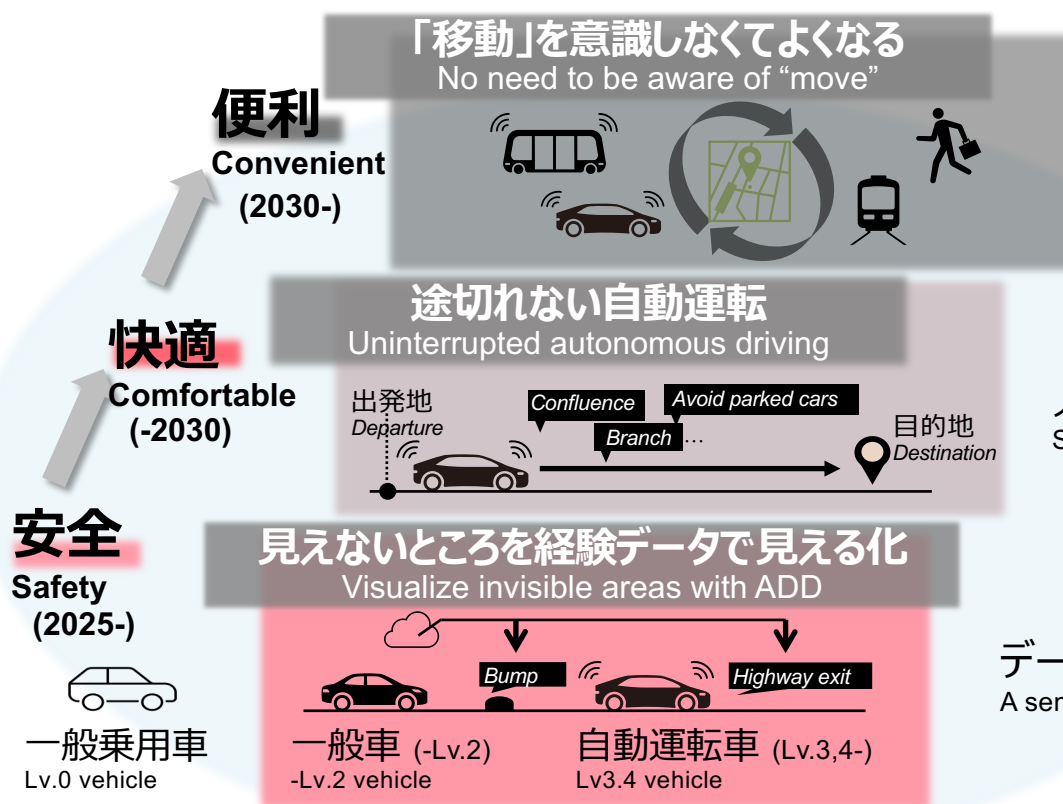 「移動」を意識しなくてよくなる
No need to be aware of “move”
便利
Convenient
(2030-)
途切れない自動運転
Uninterrupted autonomous driving
快適
Comfortable
(-2030)
出発地
Departure
Confluence
Avoid parked cars
Branch ...
目的地
Destination
安全
Safety
(2025-)
見えないところを経験データで見える化
Visualize invisible areas with ADD
Bump
Highway exit
一般乗用車
Lv.0 vehicle
一般車 (-Lv.2)
-Lv.2 vehicle
自動運転車 (Lv.3,4-)
Lv3.4 vehicle
S
デー
A ser